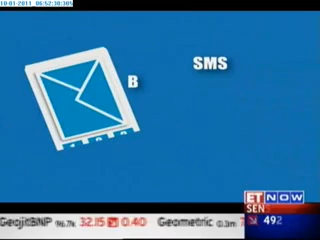 10-01-2011 06:52:38:305
SMS
B
ET NOW
SEN
GeojitBNP 96.7k 32.15 0.40 Geometric 0.3m 7
492